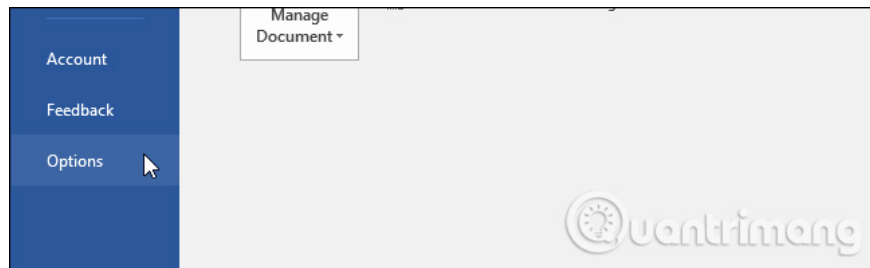 Manage
Document
Account
Feedback
Options
Quantrimang